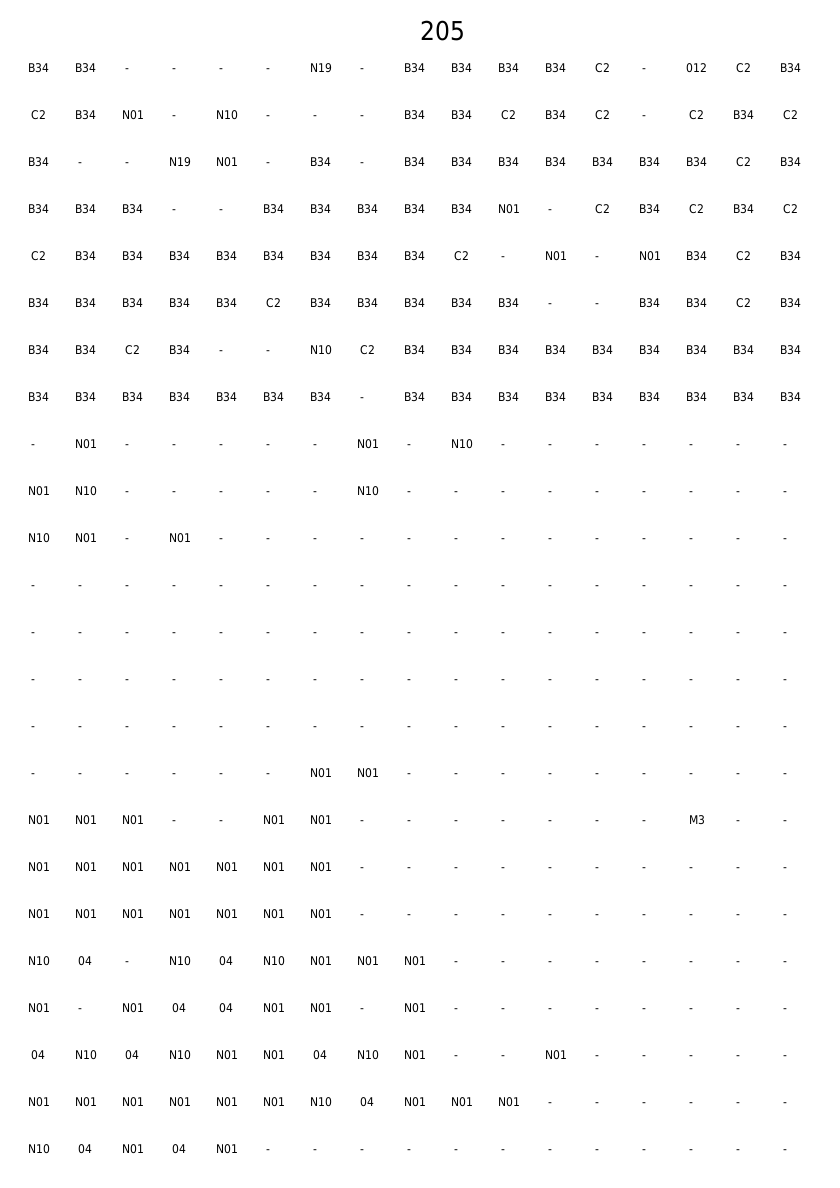 205
B34 B34 - - - - N19 - B34 B34 B34 B34 C2 - 012 C2 B34
C2 B34 N01 - N10 - - - B34 B34 C2 B34 C2 - C2 B34 C2
B34 - - N19 N01 - B34 - B34 B34 B34 B34 B34 B34 B34 C2 B34
B34 B34 B34 - - B34 B34 B34 B34 B34 N01 - C2 B34 C2 B34 C2
C2 B34 B34 B34 B34 B34 B34 B34 B34 C2 - N01 - N01 B34 C2 B34
B34 B34 B34 B34 B34 C2 B34 B34 B34 B34 B34 - - B34 B34 C2 B34
B34 B34 C2 B34 - - N10 C2 B34 B34 B34 B34 B34 B34 B34 B34 B34
B34 B34 B34 B34 B34 B34 B34 - B34 B34 B34 B34 B34 B34 B34 B34 B34
- N01 - - - - - N01 - N10 - - - - - - -
N01 N10 - - - - - N10 - - - - - - - - -
N10 N01 - N01 - - - - - - - - - - - - -
- - - - - - - - - - - - - - - - -
- - - - - - - - - - - - - - - - -
- - - - - - - - - - - - - - - - -
- - - - - - - - - - - - - - - - -
- - - - - - N01 N01 - - - - - - - - -
N01 N01 N01 - - N01 N01 - - - - - - - M3 - -
N01 N01 N01 N01 N01 N01 N01 - - - - - - - - - -
N01 N01 N01 N01 N01 N01 N01 - - - - - - - - - -
N10 04 - N10 04 N10 N01 N01 N01 - - - - - - - -
N01 - N01 04 04 N01 N01 - N01 - - - - - - - -
04 N10 04 N10 N01 N01 04 N10 N01 - - N01 - - - - -
N01 N01 N01 N01 N01 N01 N10 04 N01 N01 N01 - - - - - -
N10 04 N01 04 N01 - - - - - - - - - - - -